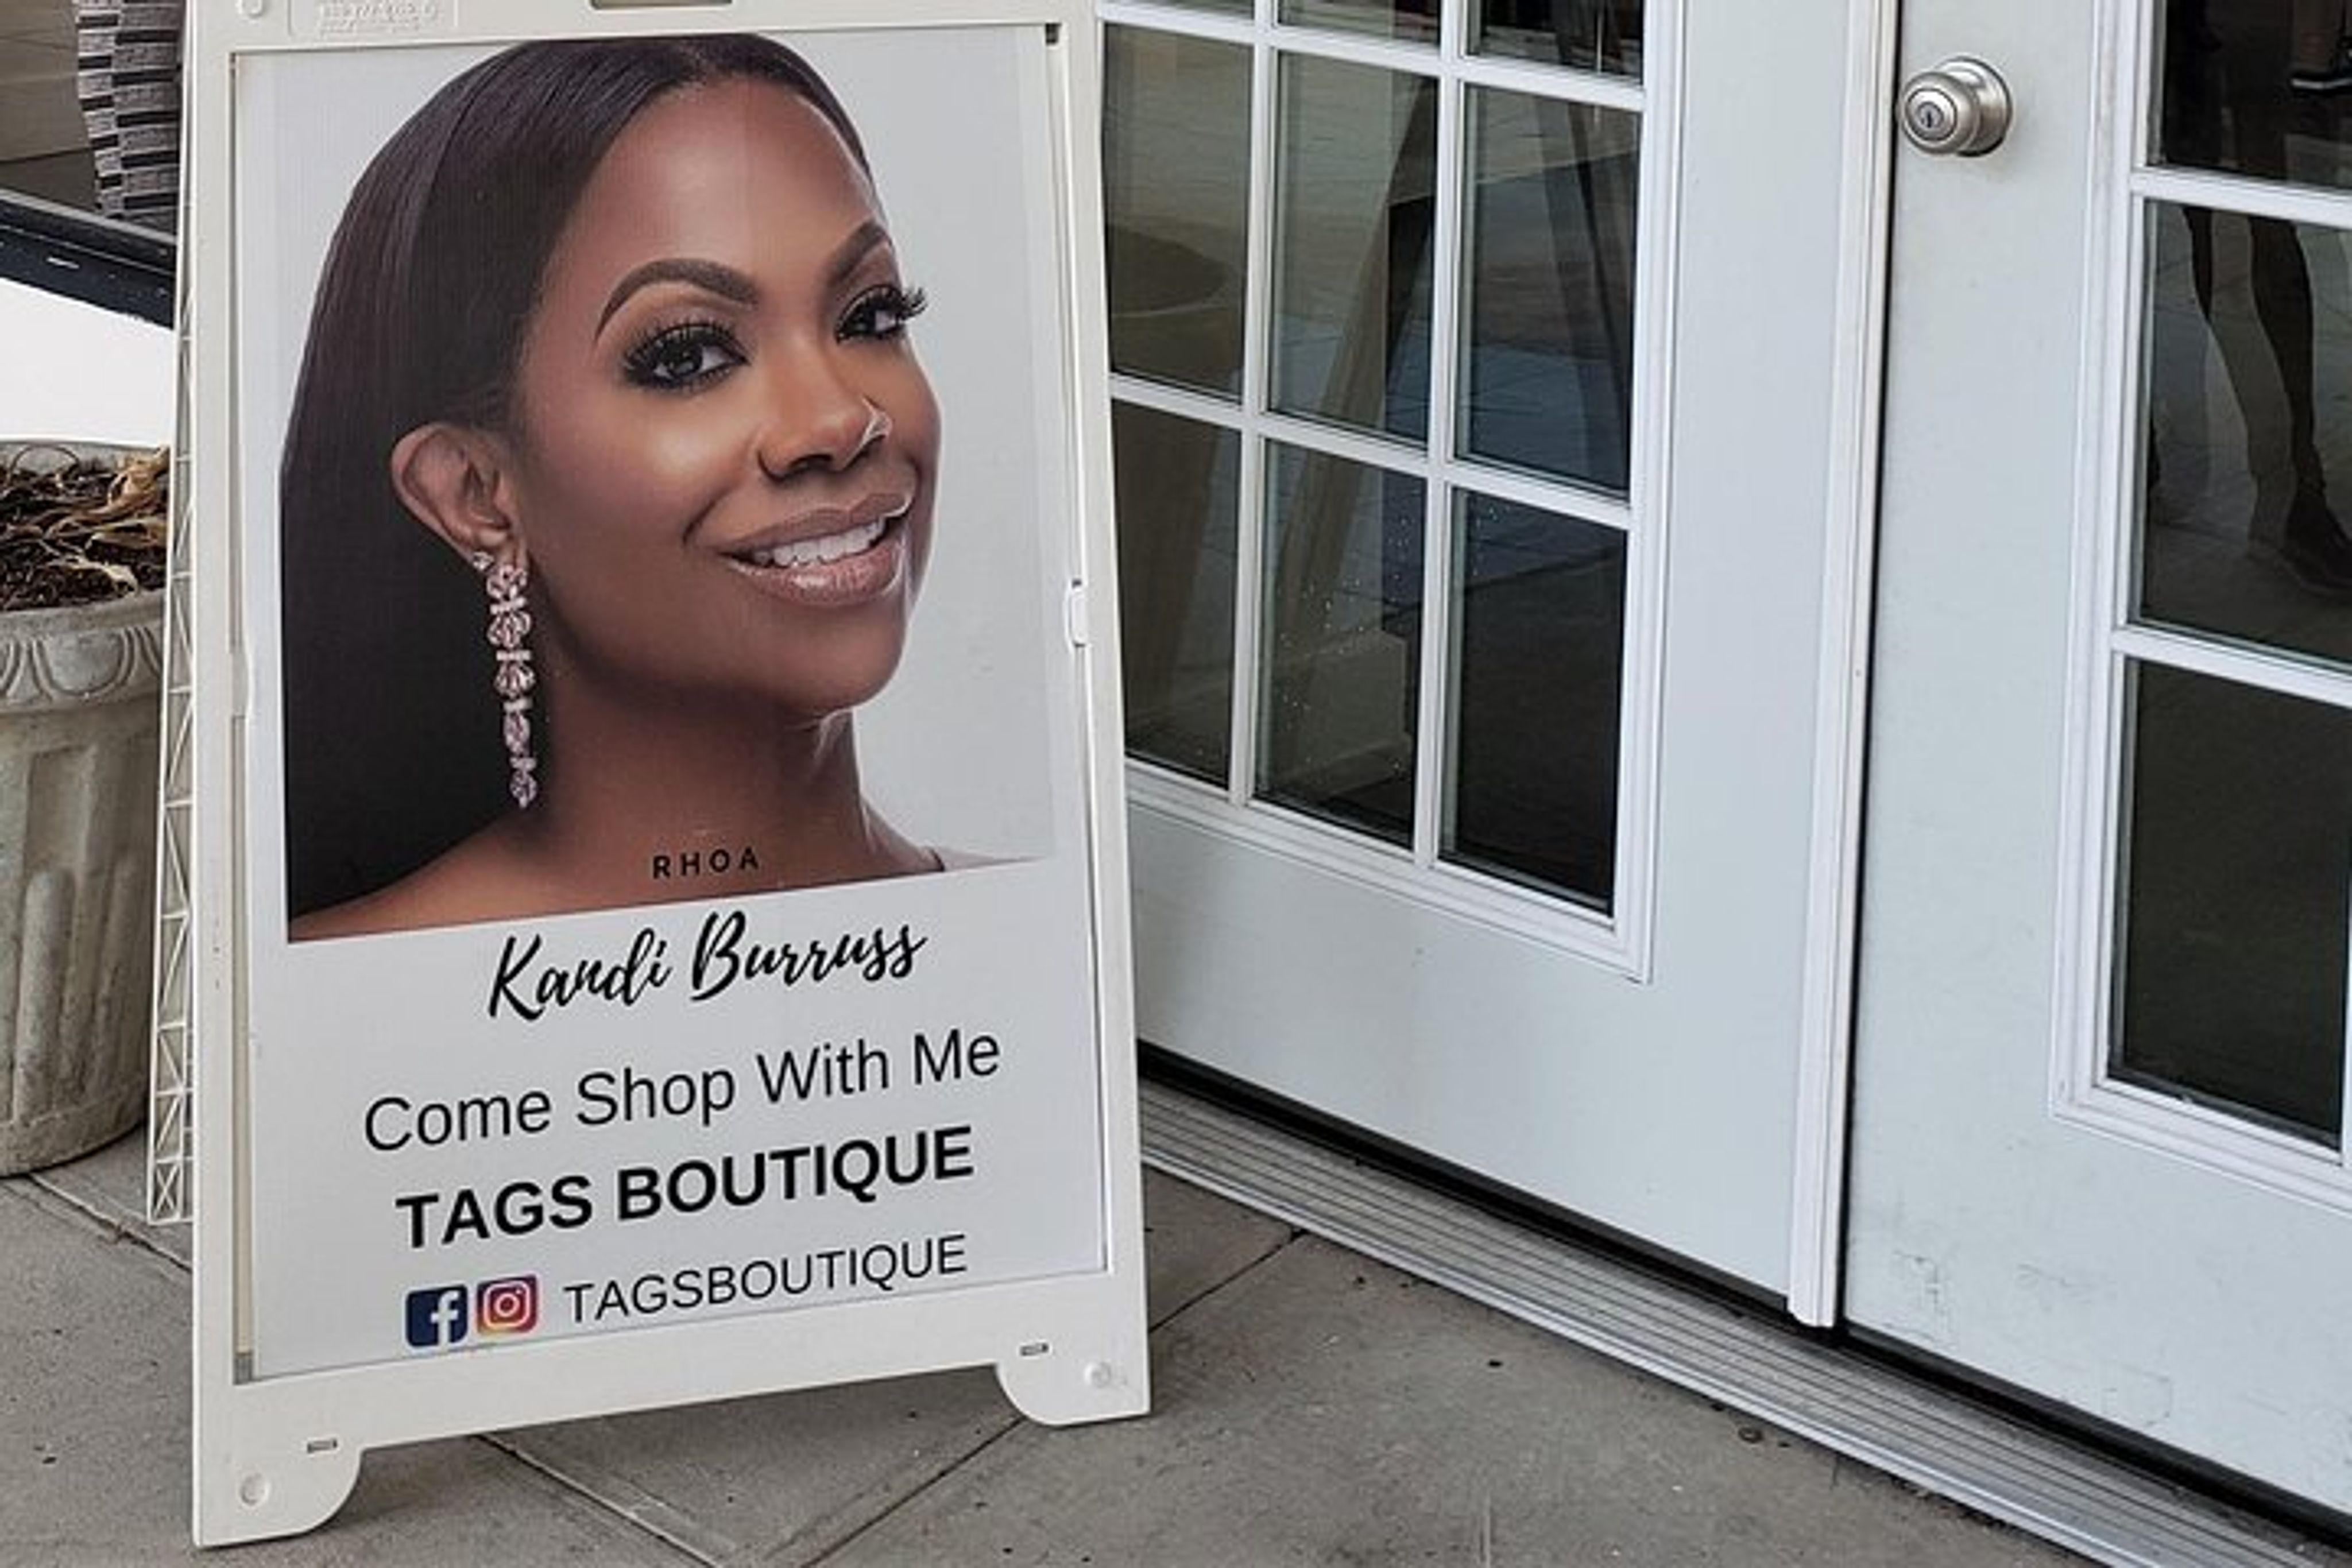 RHOA
Kandi Burruss
Come Shop With Me
TAGS BOUTIQUE
TAGSBOUTIQUE